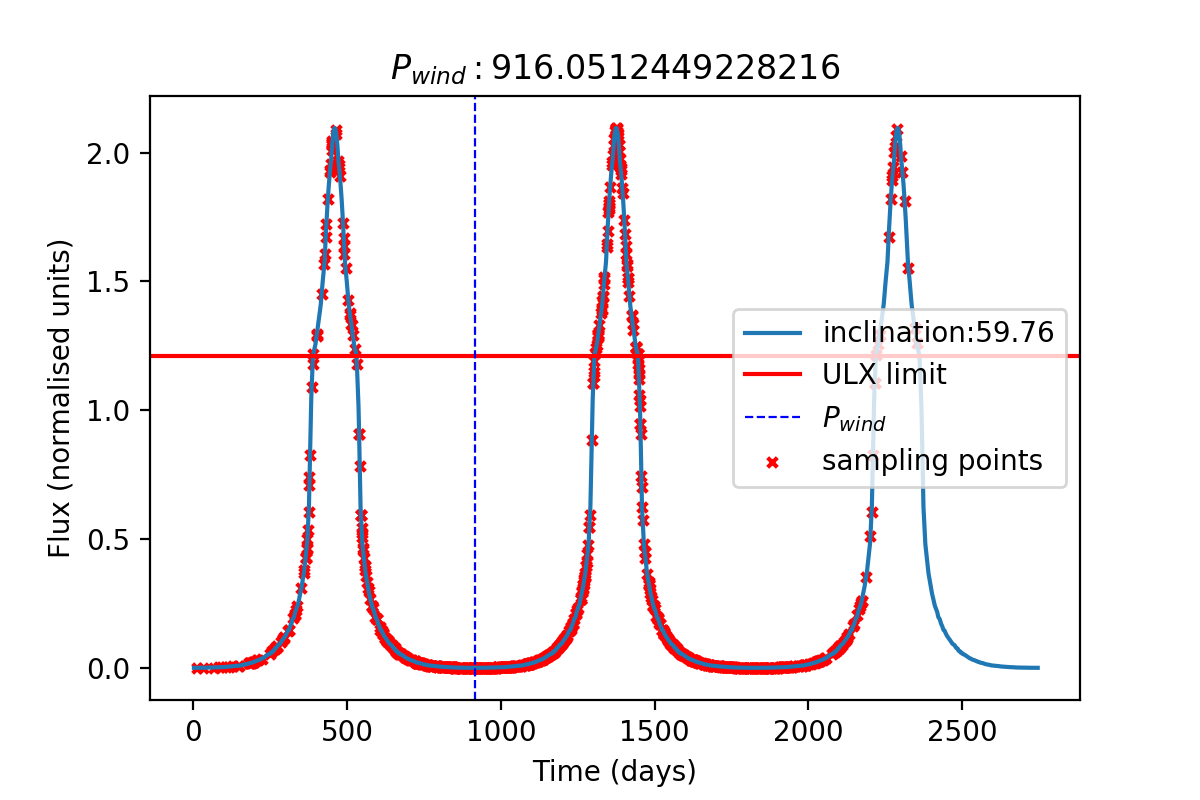 P_wind : 916.0512449228216
Flux (normalised units)
2.0
1.5
1.0
0.5
0.0
inclination:59.76
ULX limit
P_wind
sampling points
0 500 1000 1500 2000 2500
Time (days)